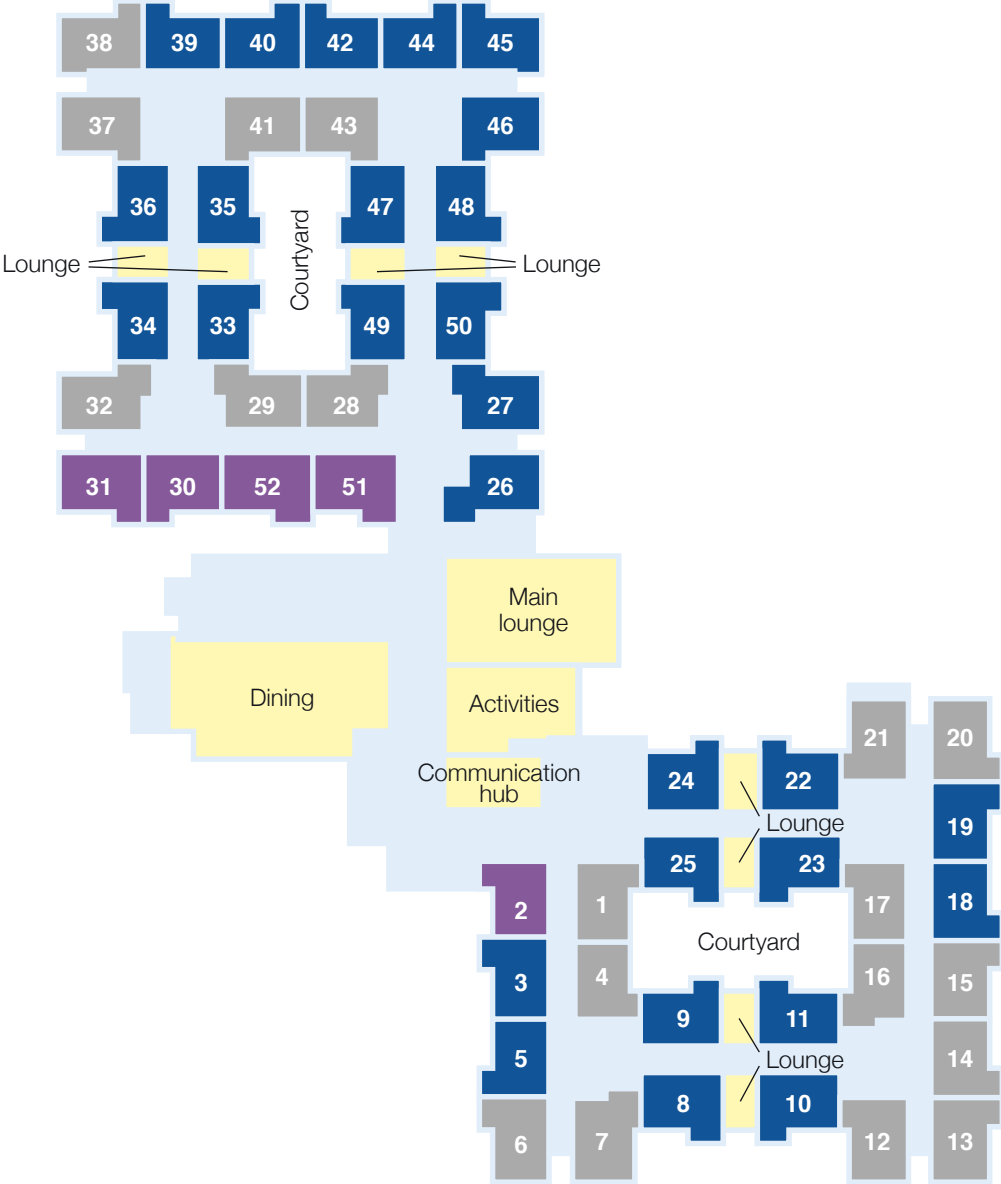 38 39 40 42 44 45
37 41 43 46
36 35 47 48
Courtyard
Lounge Lounge
34 33 49 50
32 29 28 27
31 30 52 51 26
Main
lounge
Dining
Activities
Communication
hub
21 20
24 22
Lounge
19
25 23
2 1 17 18
Courtyard
3 4 16 15
9 11
5 Lounge 14
8 10
6 7 12 13